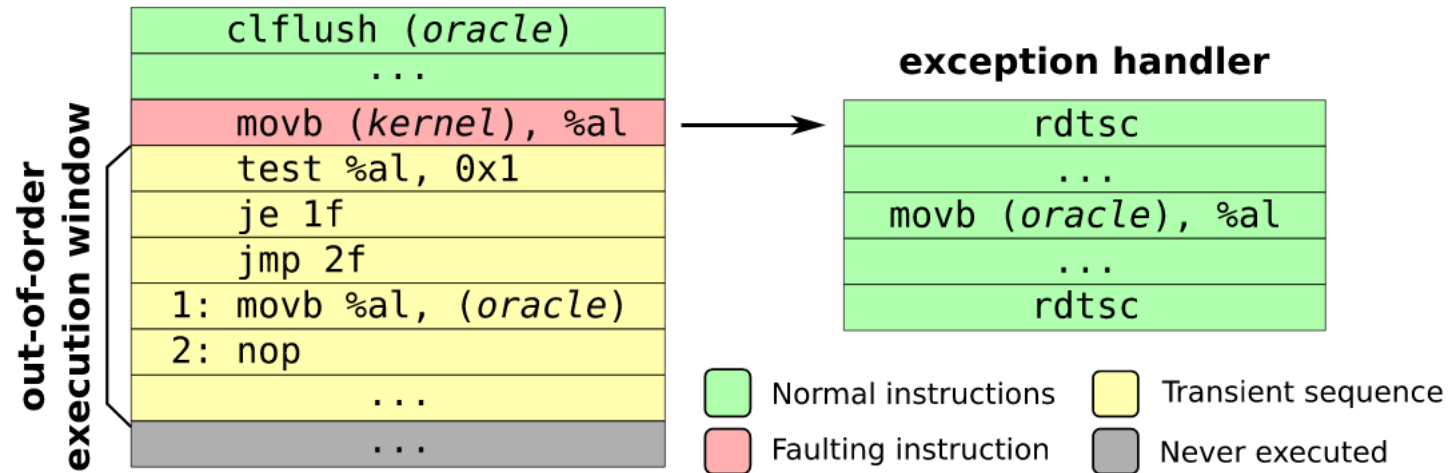 clflush (oracle)
...
movb (kernel), %al
test %al, 0x1
je 1f
jmp 2f
1: movb %al, (oracle)
2: nop
...
...
out-of-order
execution window
exception handler
rdtsc
...
movb (oracle), %al
...
rdtsc
Normal instructions
Transient sequence
Faulting instruction
Never executed